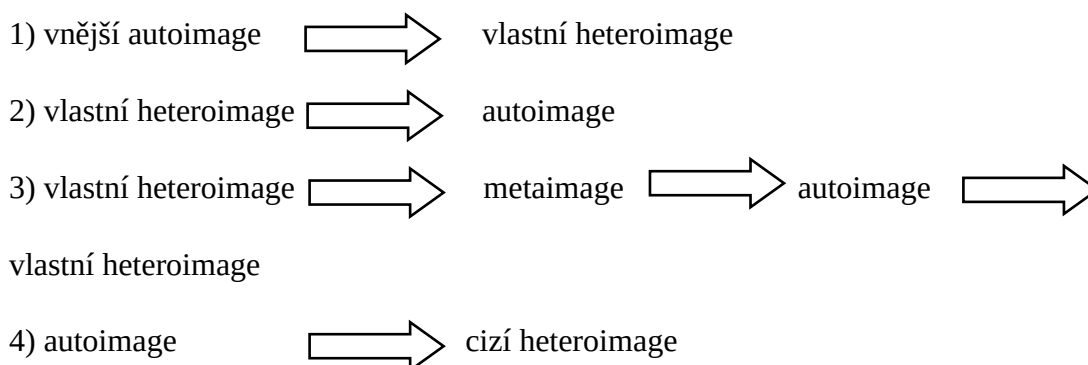 1) vnější autoimage vlastní heteroimage
2) vlastní heteroimage autoimage
3) vlastní heteroimage metaimage autoimage
vlastní heteroimage
4) autoimage cizí heteroimage